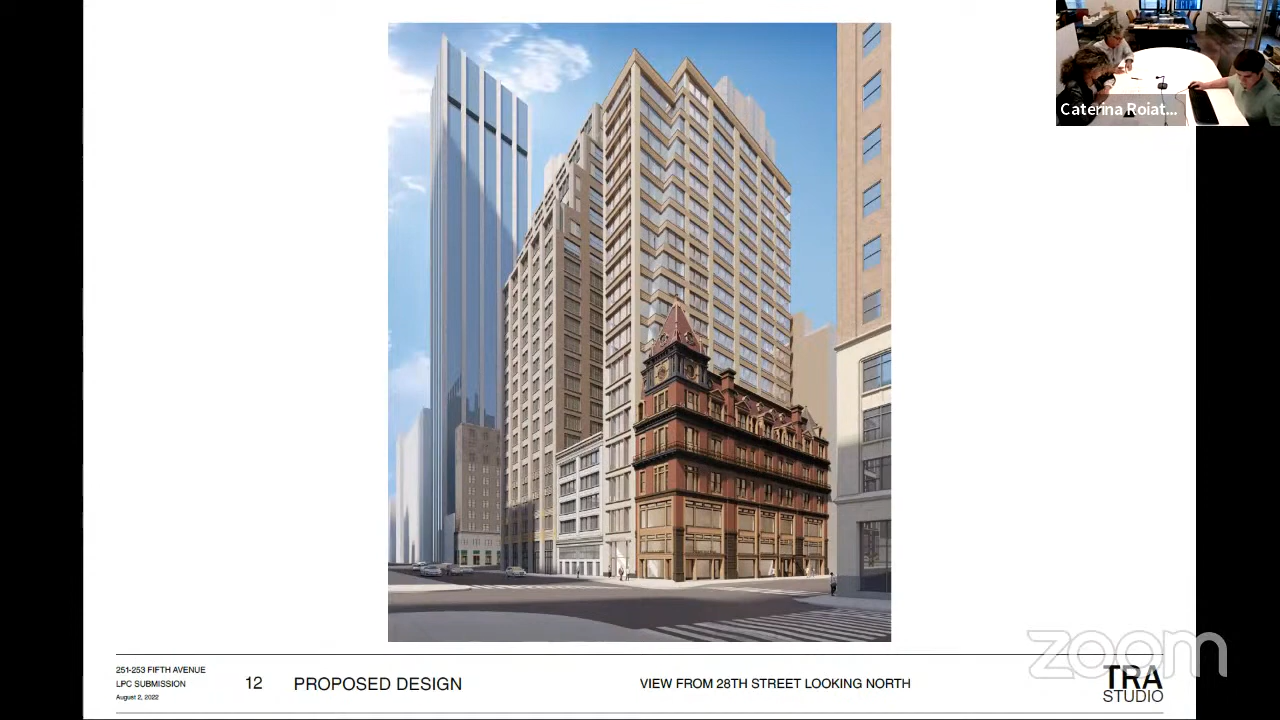 Caterina Roiat...
251-253 FIFTH AVENUE
LPC SUBMISSION
August 2, 2022
12
PROPOSED DESIGN
VIEW FROM 28TH STREET LOOKING NORTH
zoom
TRA
STUDIO